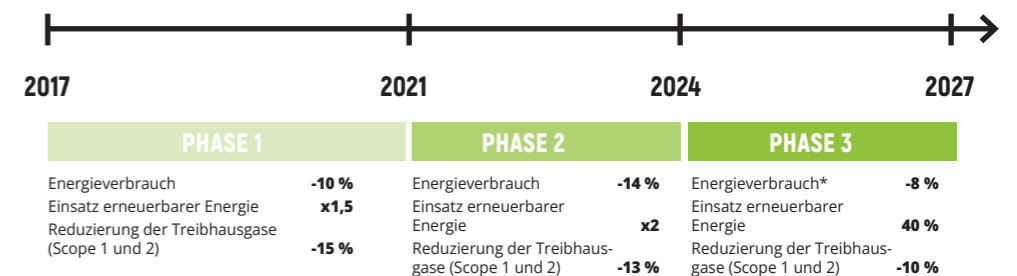 2017 2021 2024 2027
PHASE 1
Energieverbrauch -10 %
Einsatz erneuerbarer Energie x1,5
Reduzierung der Treibhausgase
(Scope 1 und 2) -15 %
PHASE 2
Energieverbrauch -14 %
Einsatz erneuerbarer
Energie x2
Reduzierung der Treibhaus-
gase (Scope 1 und 2) -13 %
PHASE 3
Energieverbrauch* -8 %
Einsatz erneuerbarer
Energie 40 %
Reduzierung der Treibhaus-
gase (Scope 1 und 2) -10 %